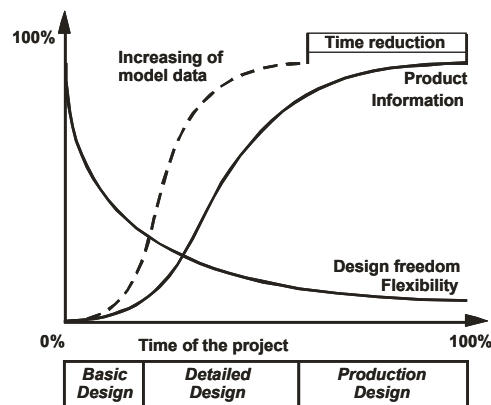 100%
Time reduction
Increasing of
model data
Product
Information
Design freedom
Flexibility
0%
Time of the project
100%
Basic
Design
Detailed
Design
Production
Design